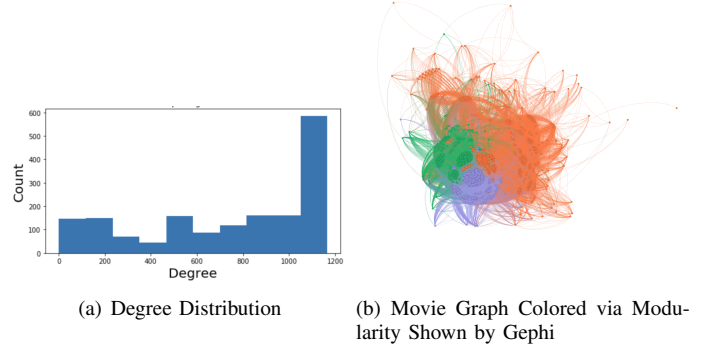 600
500
400
300
200
100
0
Count
0 200 400 600 800 1000 1200
Degree
(a) Degree Distribution
(b) Movie Graph Colored via Modu-
larity Shown by Gephi